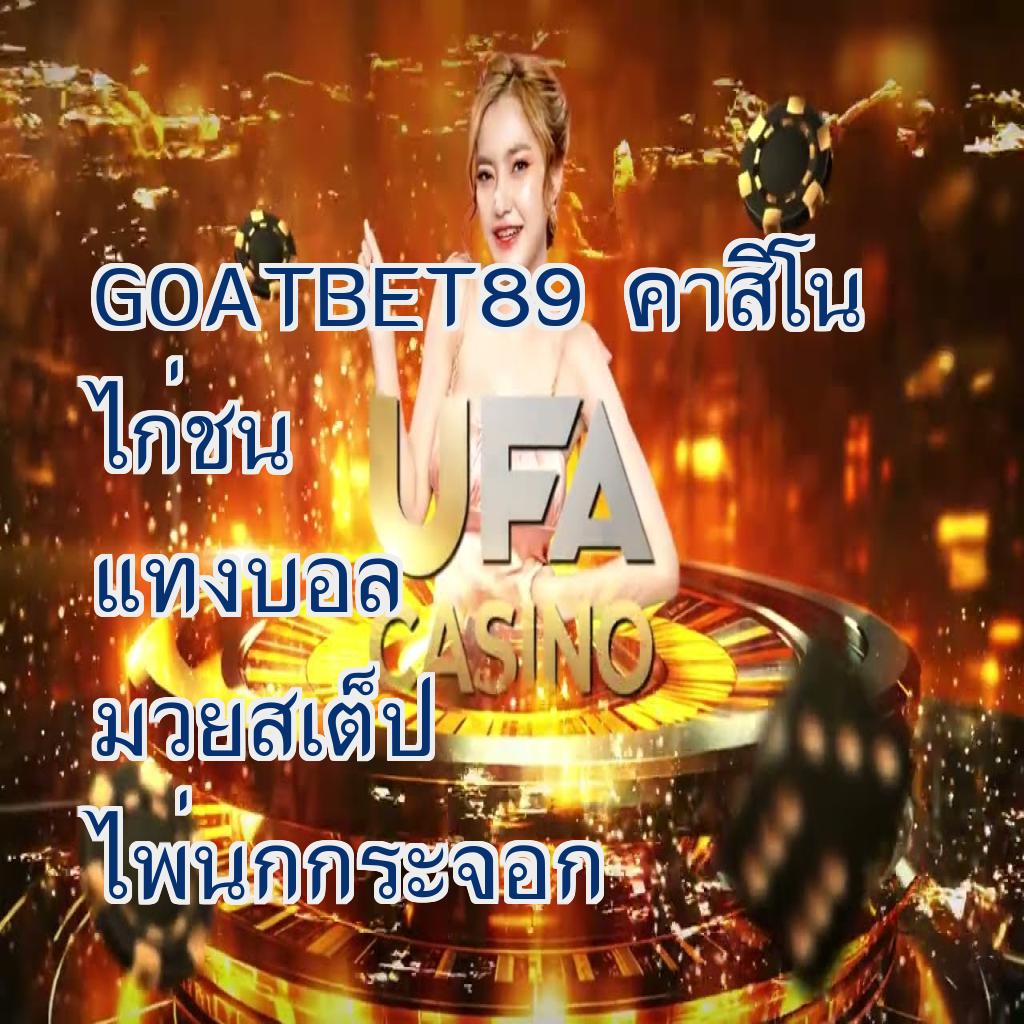 GOATBET89 คาสิโน
ไก่ชน
UFA
แทงบอล
CASINO
มวยสเต็ป
ไพ่นกกระจอก